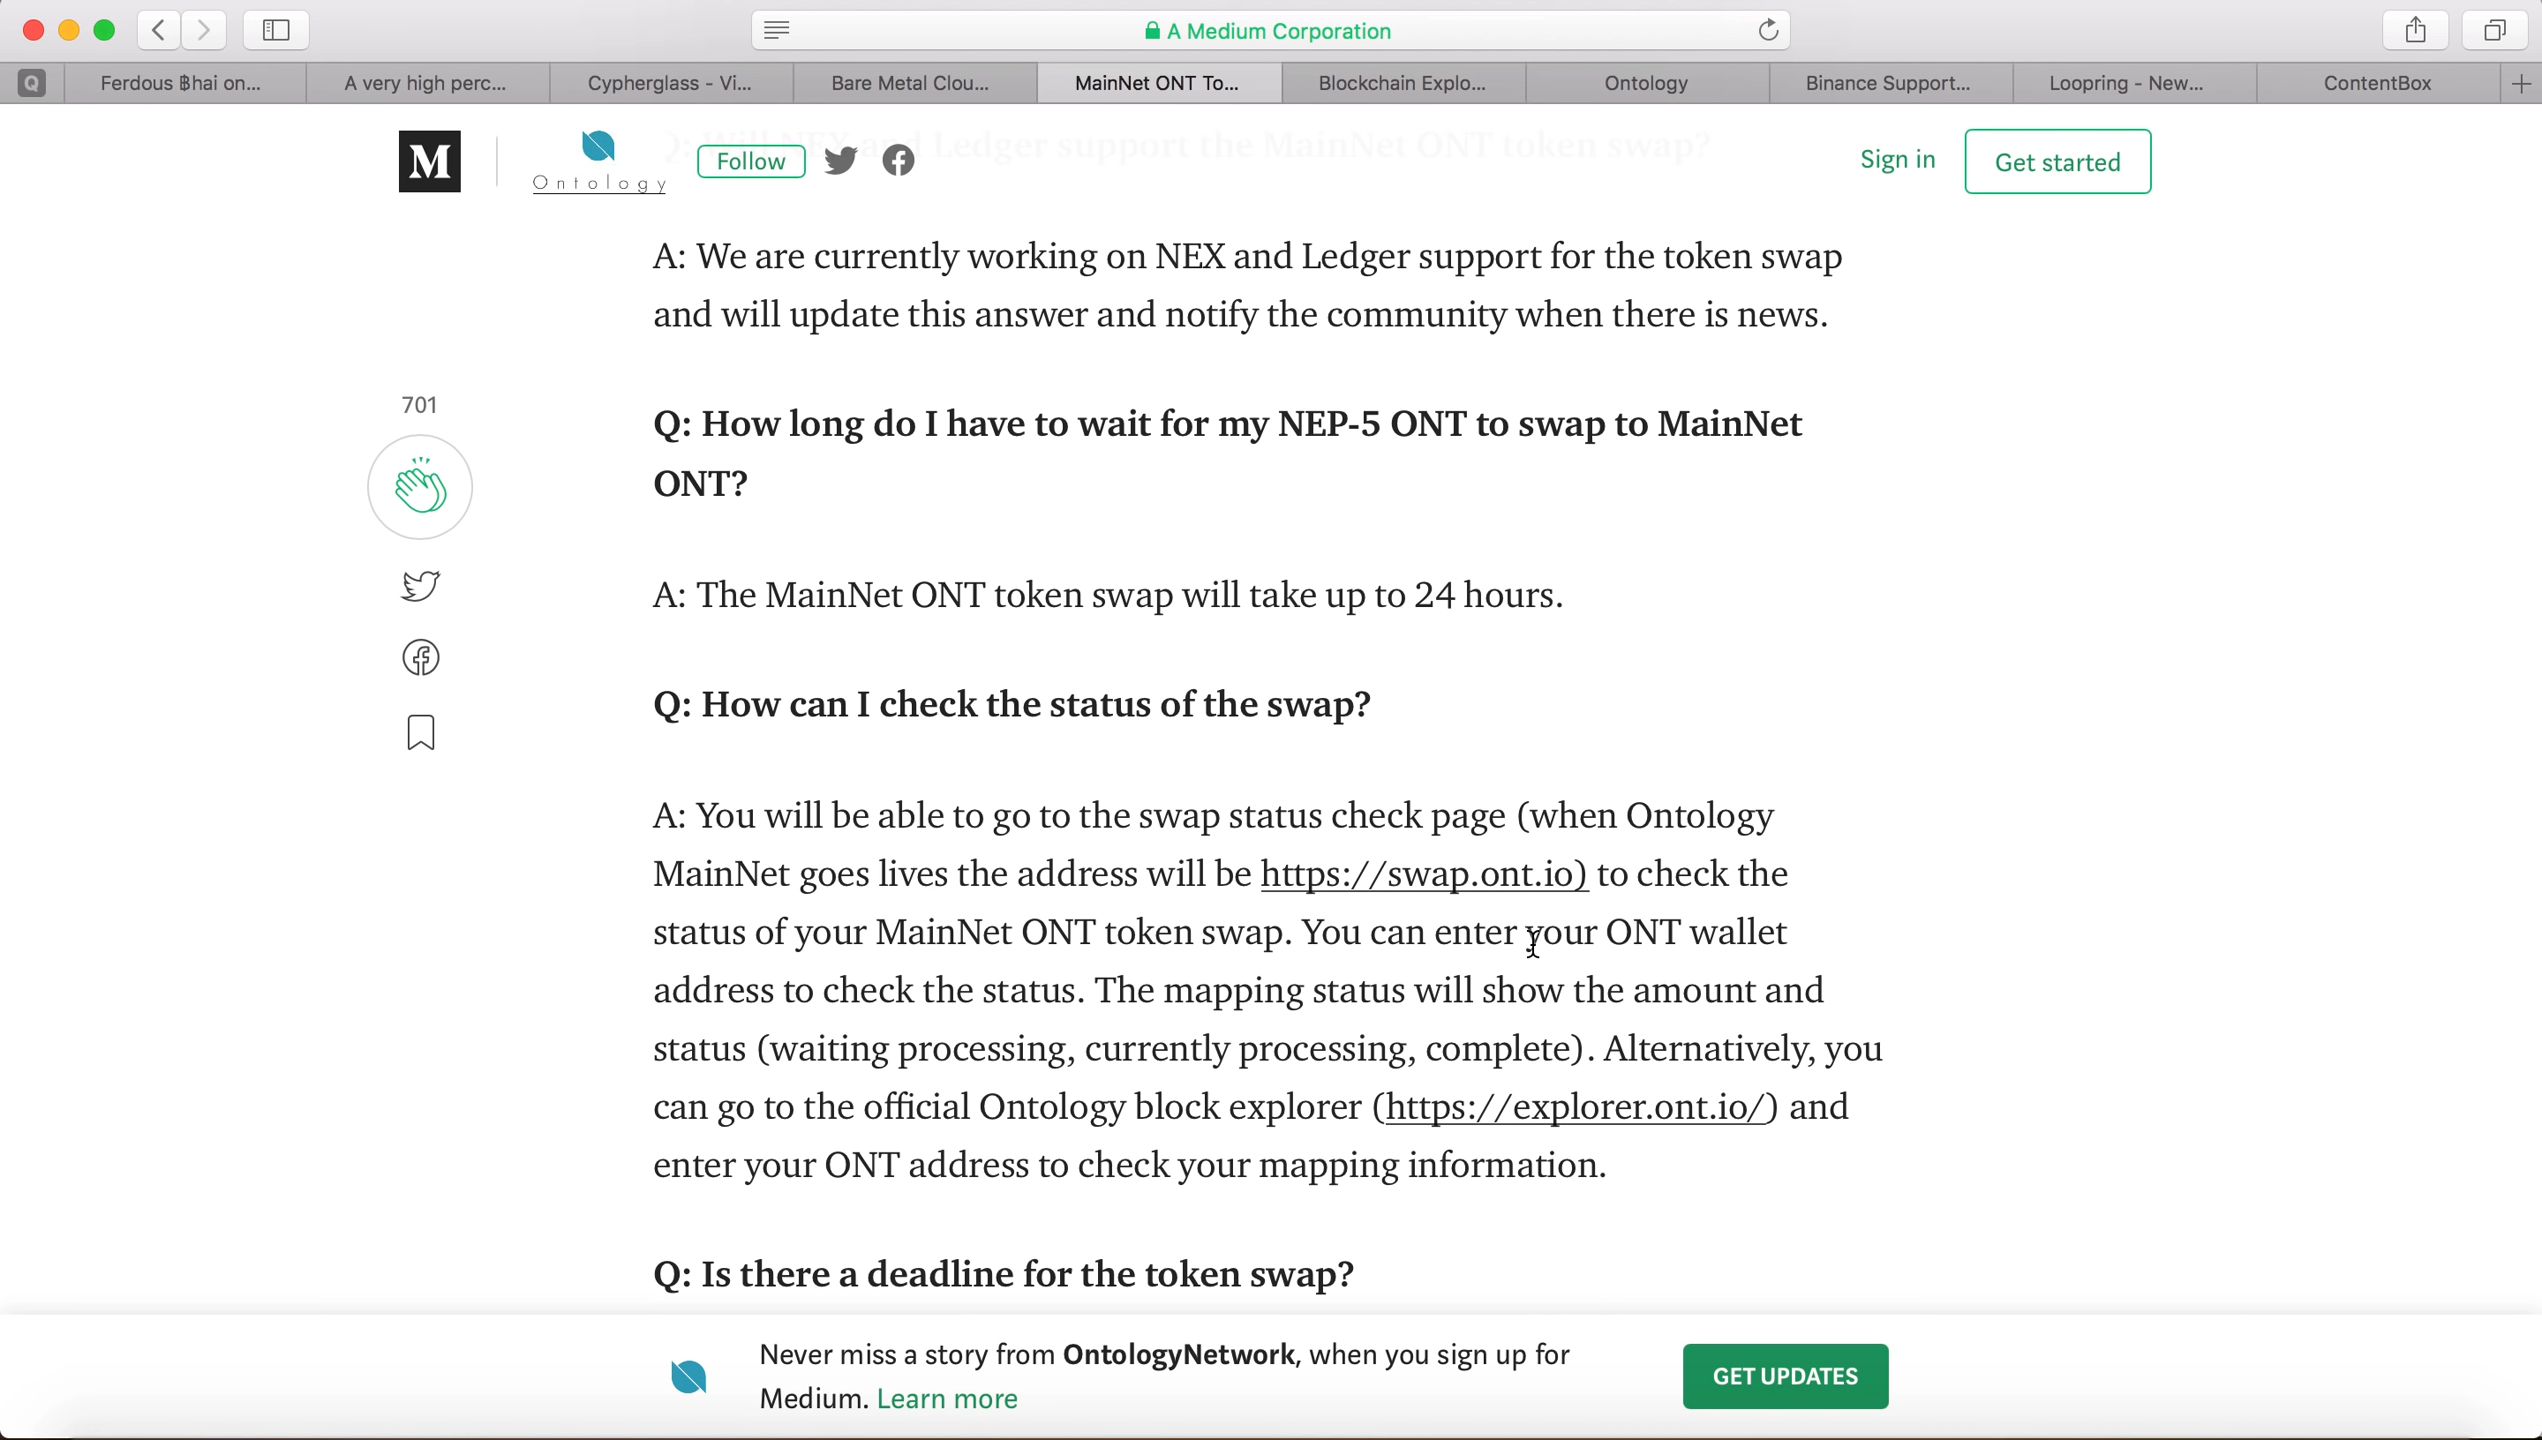 A Medium Corporation
Q
Ferdous ฿hai on...
A very high perc...
Cypherglass - Vi...
Bare Metal Clou...
MainNet ONT To...
Blockchain Explo...
Ontology
Binance Support...
Loopring - New...
ContentBox
Q: Will NEX and Ledger support the MainNet ONT token swap?
M
Ontology
Follow
Sign in
Get started
A: We are currently working on NEX and Ledger support for the token swap
and will update this answer and notify the community when there is news.
701
Q: How long do I have to wait for my NEP-5 ONT to swap to MainNet
ONT?
A: The MainNet ONT token swap will take up to 24 hours.
Q: How can I check the status of the swap?
A: You will be able to go to the swap status check page (when Ontology
MainNet goes lives the address will be https://swap.ont.io) to check the
status of your MainNet ONT token swap. You can enter your ONT wallet
address to check the status. The mapping status will show the amount and
status (waiting processing, currently processing, complete). Alternatively, you
can go to the official Ontology block explorer (https://explorer.ont.io/) and
enter your ONT address to check your mapping information.
Q: Is there a deadline for the token swap?
Never miss a story from OntologyNetwork, when you sign up for
Medium. Learn more
GET UPDATES